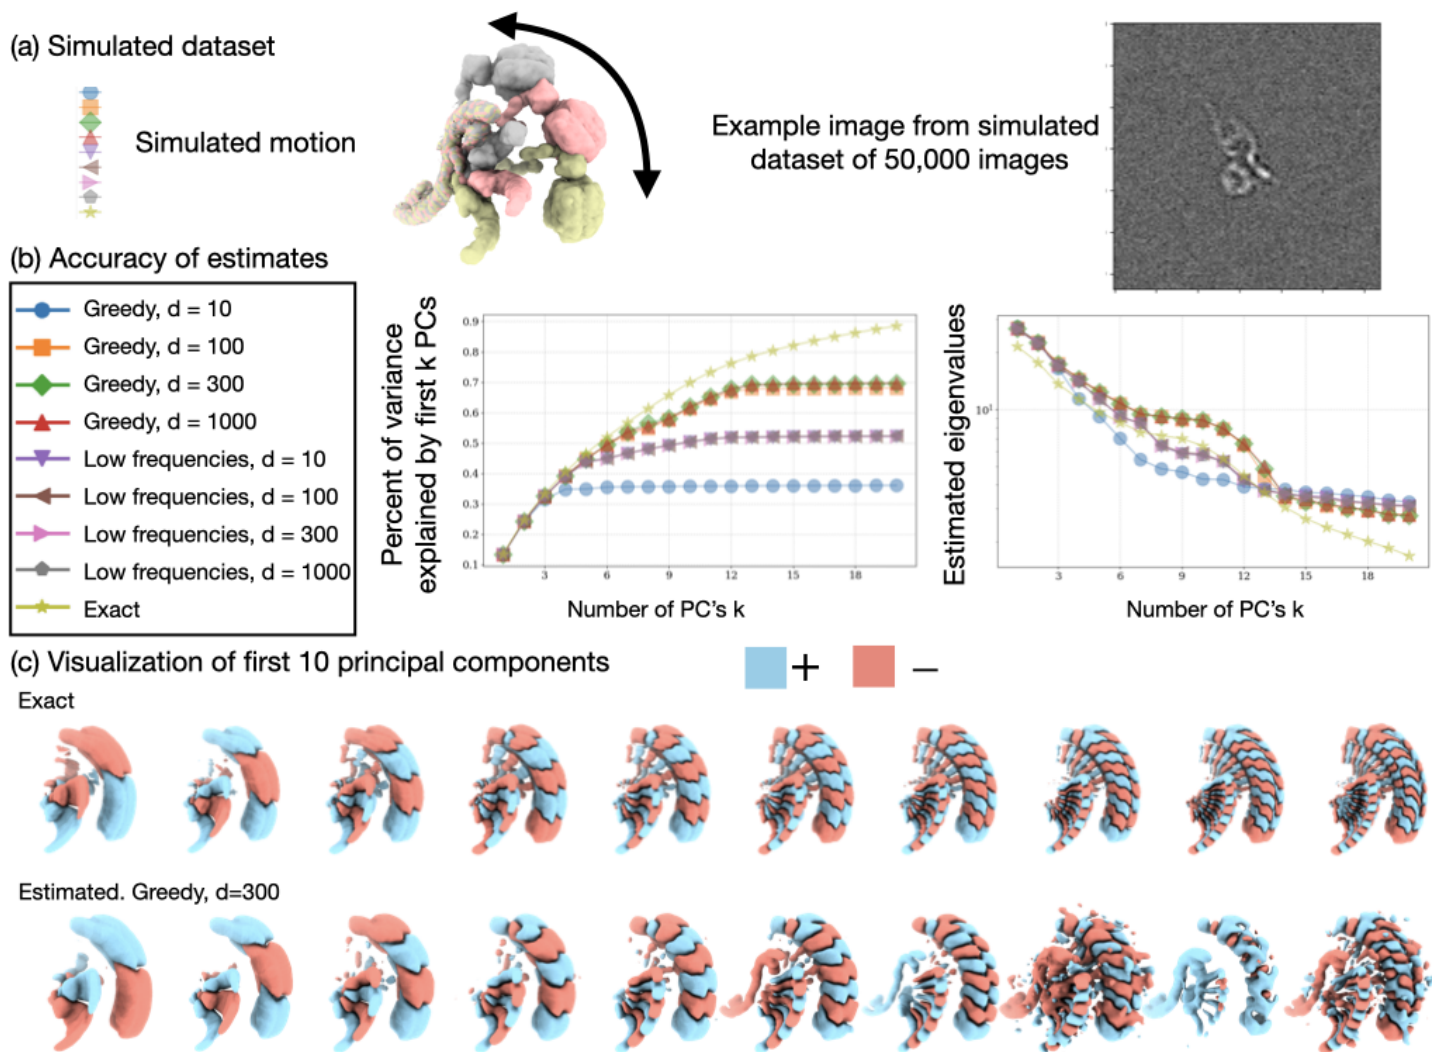 (a) Simulated dataset
Simulated motion
Example image from simulated
dataset of 50,000 images
(b) Accuracy of estimates
Greedy, d = 10
Greedy, d = 100
Greedy, d = 300
Greedy, d = 1000
Low frequencies, d = 10
Low frequencies, d = 100
Low frequencies, d = 300
Low frequencies, d = 1000
Exact
Percent of variance
explained by first k PCs
0.9
0.8
0.7
0.6
0.5
0.4
0.3
0.2
0.1
3 6 9 12 15 18
Number of PC's k
Estimated eigenvalues
10¹
3 6 9 12 15 18
Number of PC's k
(c) Visualization of first 10 principal components
+ −
Exact
Estimated. Greedy, d=300